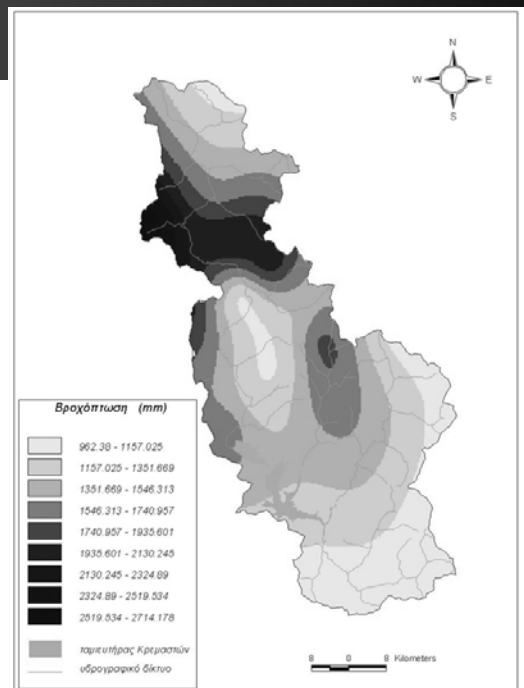 N
W E
S
Βροχόπτωση (mm)
962.38 - 1157.025
1157.025 - 1351.669
1351.669 - 1546.313
1546.313 - 1740.957
1740.957 - 1935.601
1935.601 - 2130.245
2130.245 - 2324.89
2324.89 - 2519.534
2519.534 - 2714.178
ταμιευτήρας Κρεμαστών
υδρογραφικό δίκτυο
8 0 8 Kilometers